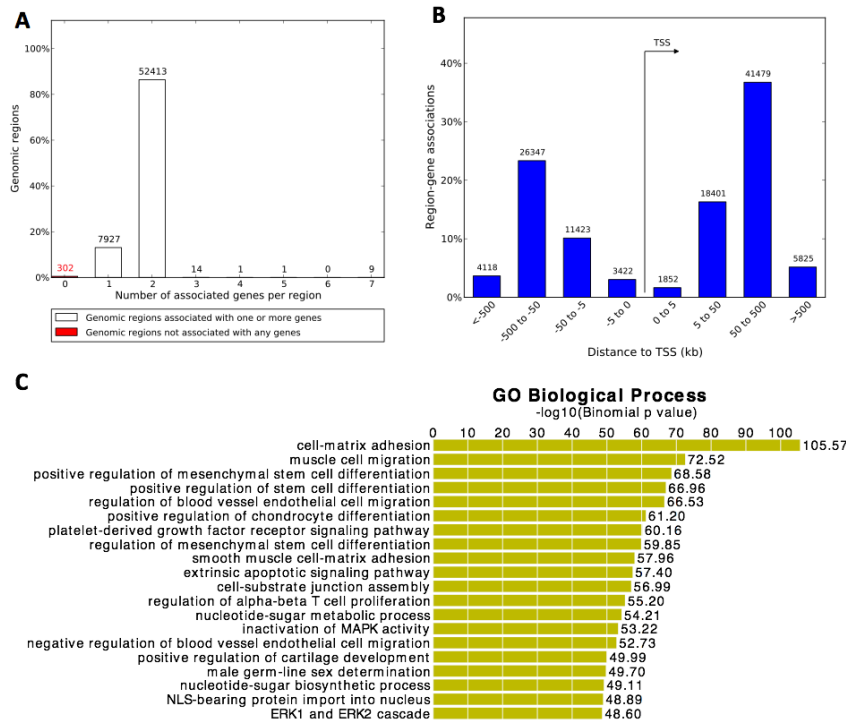 A
100%
80%
60%
40%
20%
0%
Genomic regions
302
7927
52413
14
1
1
0
9
0 1 2 3 4 5 6 7
Number of associated genes per region
Genomic regions associated with one or more genes
Genomic regions not associated with any genes
B
TSS
40%
30%
20%
10%
0%
Region-gene associations
4118
26347
11423
3422
1852
18401
41479
5825
<-500
-500 to -50
-50 to -5
-5 to 0
0 to 5
5 to 50
50 to 500
>500
Distance to TSS (kb)
C
GO Biological Process
-log10(Binomial p value)
0 10 20 30 40 50 60 70 80 90 100
cell-matrix adhesion 105.57
muscle cell migration 72.52
positive regulation of mesenchymal stem cell differentiation 68.58
positive regulation of stem cell differentiation 66.96
regulation of blood vessel endothelial cell migration 66.53
positive regulation of chondrocyte differentiation 61.20
platelet-derived growth factor receptor signaling pathway 60.16
regulation of mesenchymal stem cell differentiation 59.85
smooth muscle cell-matrix adhesion 57.96
extrinsic apoptotic signaling pathway 57.40
cell-substrate junction assembly 56.99
regulation of alpha-beta T cell proliferation 55.20
nucleotide-sugar metabolic process 54.21
inactivation of MAPK activity 53.22
negative regulation of blood vessel endothelial cell migration 52.73
positive regulation of cartilage development 49.99
male germ-line sex determination 49.70
nucleotide-sugar biosynthetic process 49.11
NLS-bearing protein import into nucleus 48.89
ERK1 and ERK2 cascade 48.60